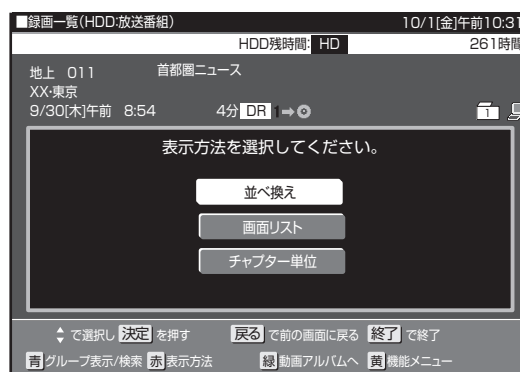 ■録画一覧(HDD:放送番組) 10/1[金]午前10:31
HDD残時間: HD 261時間
地上 011 首都圏ニュース
XX・東京
9/30[木]午前 8:54 4分 DR 1➡
1
表示方法を選択してください。
並べ換え
画面リスト
チャプター単位
で選択し 決定 を押す 戻る で前の画面に戻る 終了 で終了
青 グループ表示/検索 赤 表示方法 緑 動画アルバムへ 黄 機能メニュー